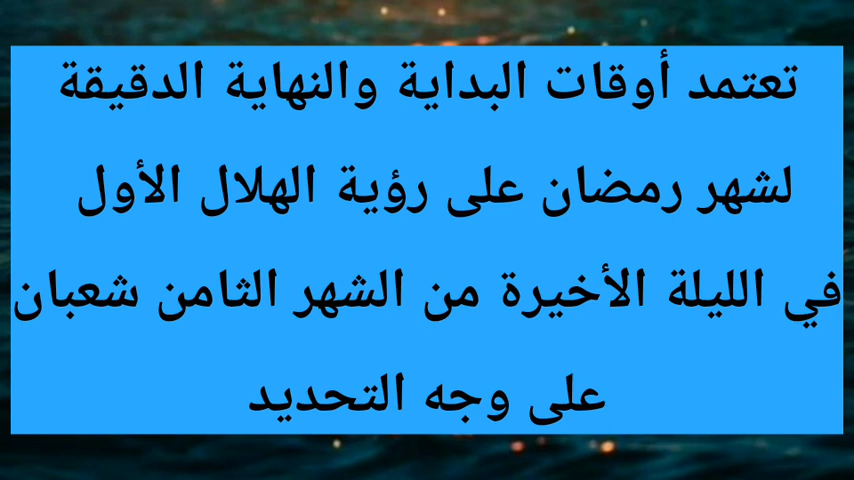 تعتمد أوقات البداية والنهاية الدقيقة
لشهر رمضان على رؤية الهلال الأول
في الليلة الأخيرة من الشهر الثامن شعبان
على وجه التحديد